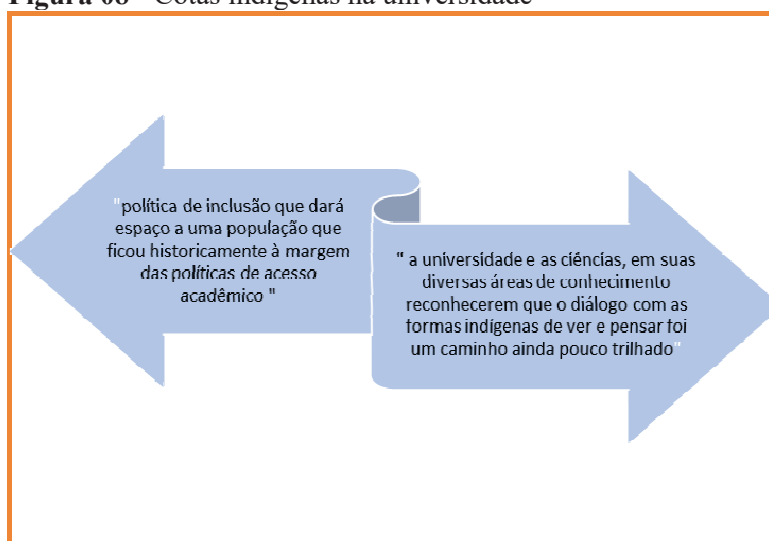 Figura 08 - Cotas indígenas na universidade
"política de inclusão que dará
espaço a uma população que
ficou historicamente à margem
das políticas de acesso
acadêmico "
" a universidade e as ciências, em suas
diversas áreas de conhecimento
reconhecerem que o diálogo com as
formas indígenas de ver e pensar foi
um caminho ainda pouco trilhado"